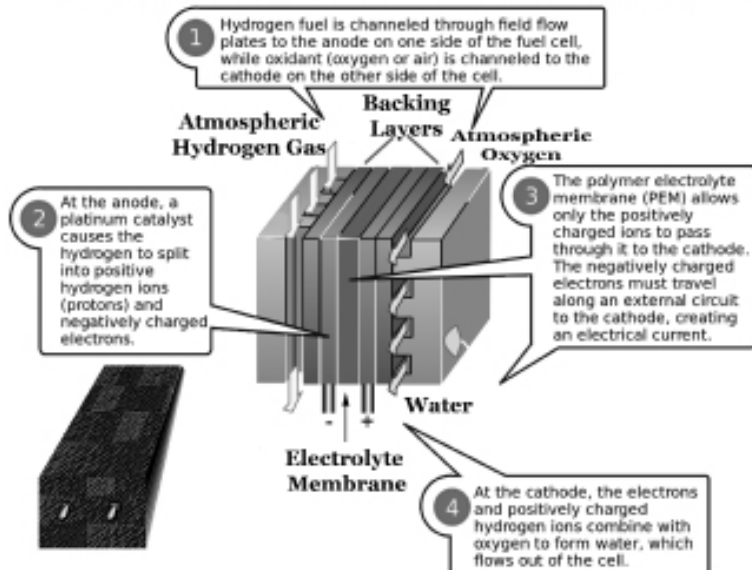 1
Hydrogen fuel is channeled through field flow
plates to the anode on one side of the fuel cell,
while oxidant (oxygen or air) is channeled to the
cathode on the other side of the cell.
Atmospheric
Hydrogen Gas
Backing
Layers
Atmospheric
Oxygen
2
At the anode, a
platinum catalyst
causes the
hydrogen to split
into positive
hydrogen ions
(protons) and
negatively charged
electrons.
3
The polymer electrolyte
membrane (PEM) allows
only the positively
charged ions to pass
through it to the cathode.
The negatively charged
electrons must travel
along an external circuit
to the cathode, creating
an electrical current.
Water
- +
Electrolyte
Membrane
4
At the cathode, the electrons
and positively charged
hydrogen ions combine with
oxygen to form water, which
flows out of the cell.